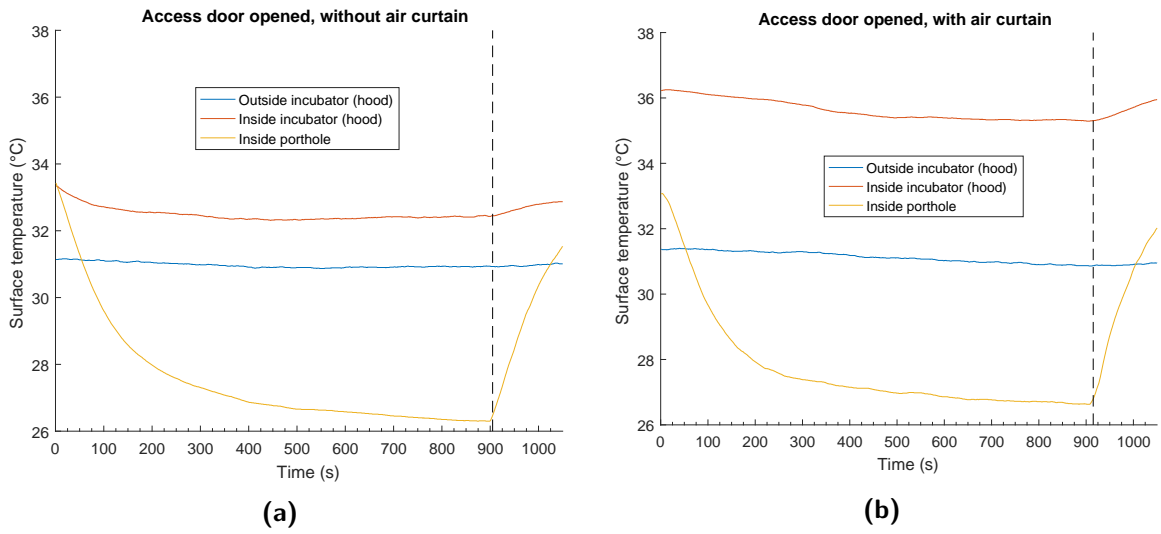 Access door opened, without air curtain
38
36
34
32
30
28
26
0 100 200 300 400 500 600 700 800 900 1000
Surface temperature (°C)
Time (s)
Outside incubator (hood)
Inside incubator (hood)
Inside porthole
(a)
Access door opened, with air curtain
38
36
34
32
30
28
26
0 100 200 300 400 500 600 700 800 900 1000
Surface temperature (°C)
Time (s)
Outside incubator (hood)
Inside incubator (hood)
Inside porthole
(b)